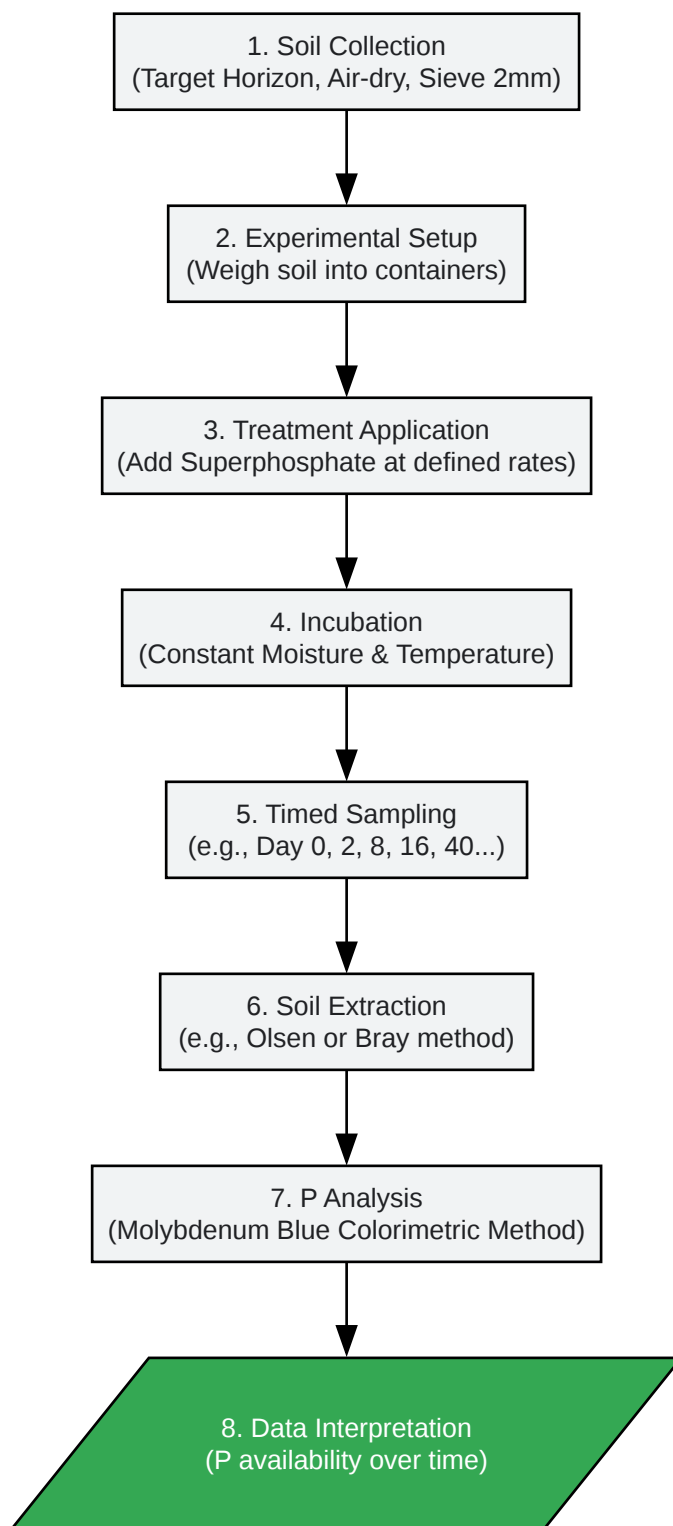 1. Soil Collection
(Target Horizon, Air-dry, Sieve 2mm)
2. Experimental Setup
(Weigh soil into containers)
3. Treatment Application
(Add Superphosphate at defined rates)
4. Incubation
(Constant Moisture & Temperature)
5. Timed Sampling
(e.g., Day 0, 2, 8, 16, 40...)
6. Soil Extraction
(e.g., Olsen or Bray method)
7. P Analysis
(Molybdenum Blue Colorimetric Method)
8. Data Interpretation
(P availability over time)